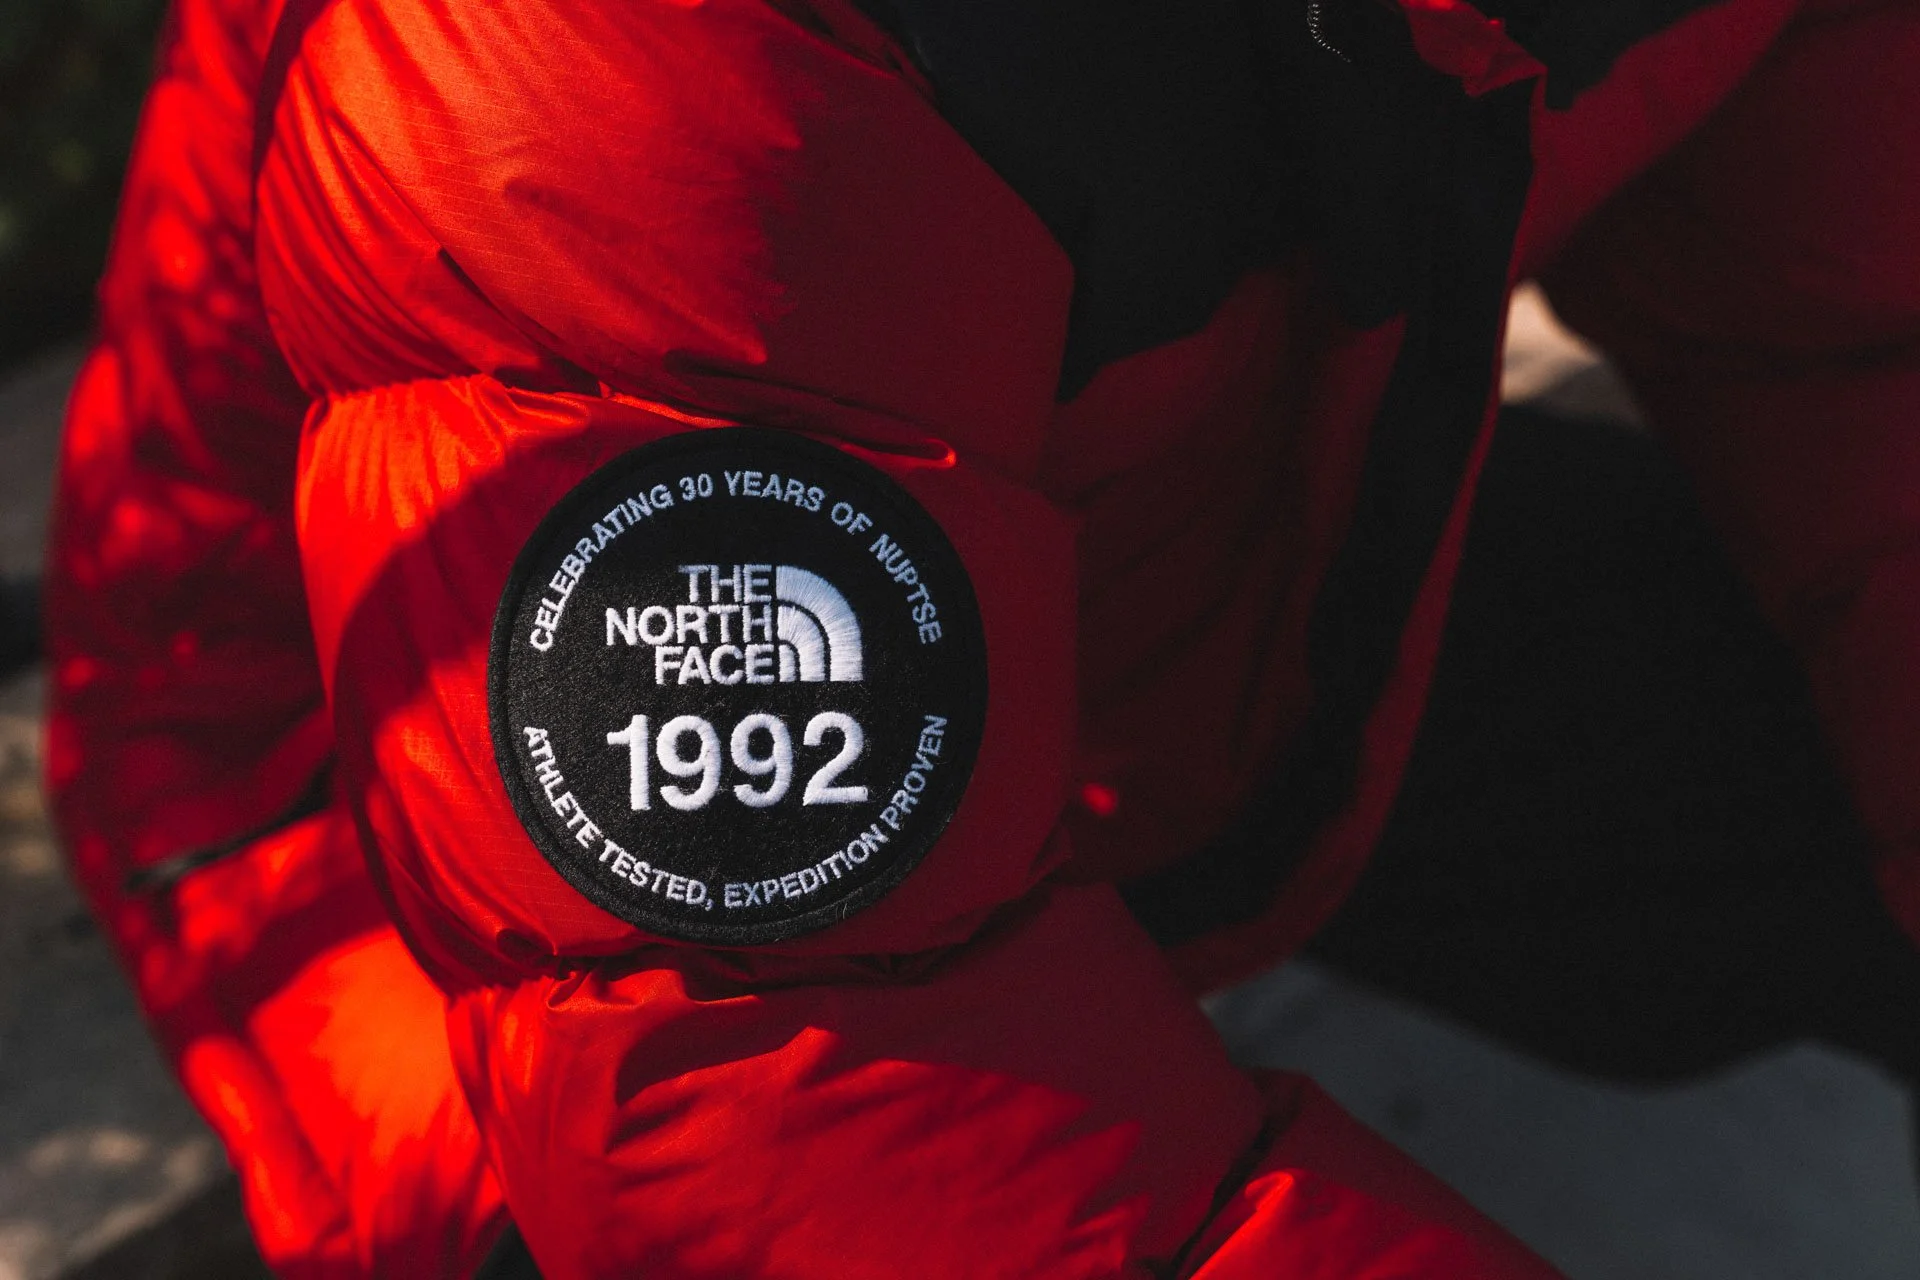 CELEBRATING 30 YEARS OF NUPTSE
THE
NORTH
FACE
1992
ATHLETE TESTED, EXPEDITION PROVEN